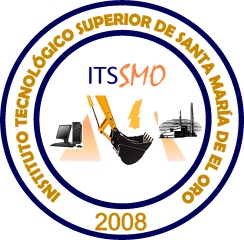 INSTITUTO TECNOLÓGICO SUPERIOR DE SANTA MARÍA DE EL ORO
ITSSMO
2008